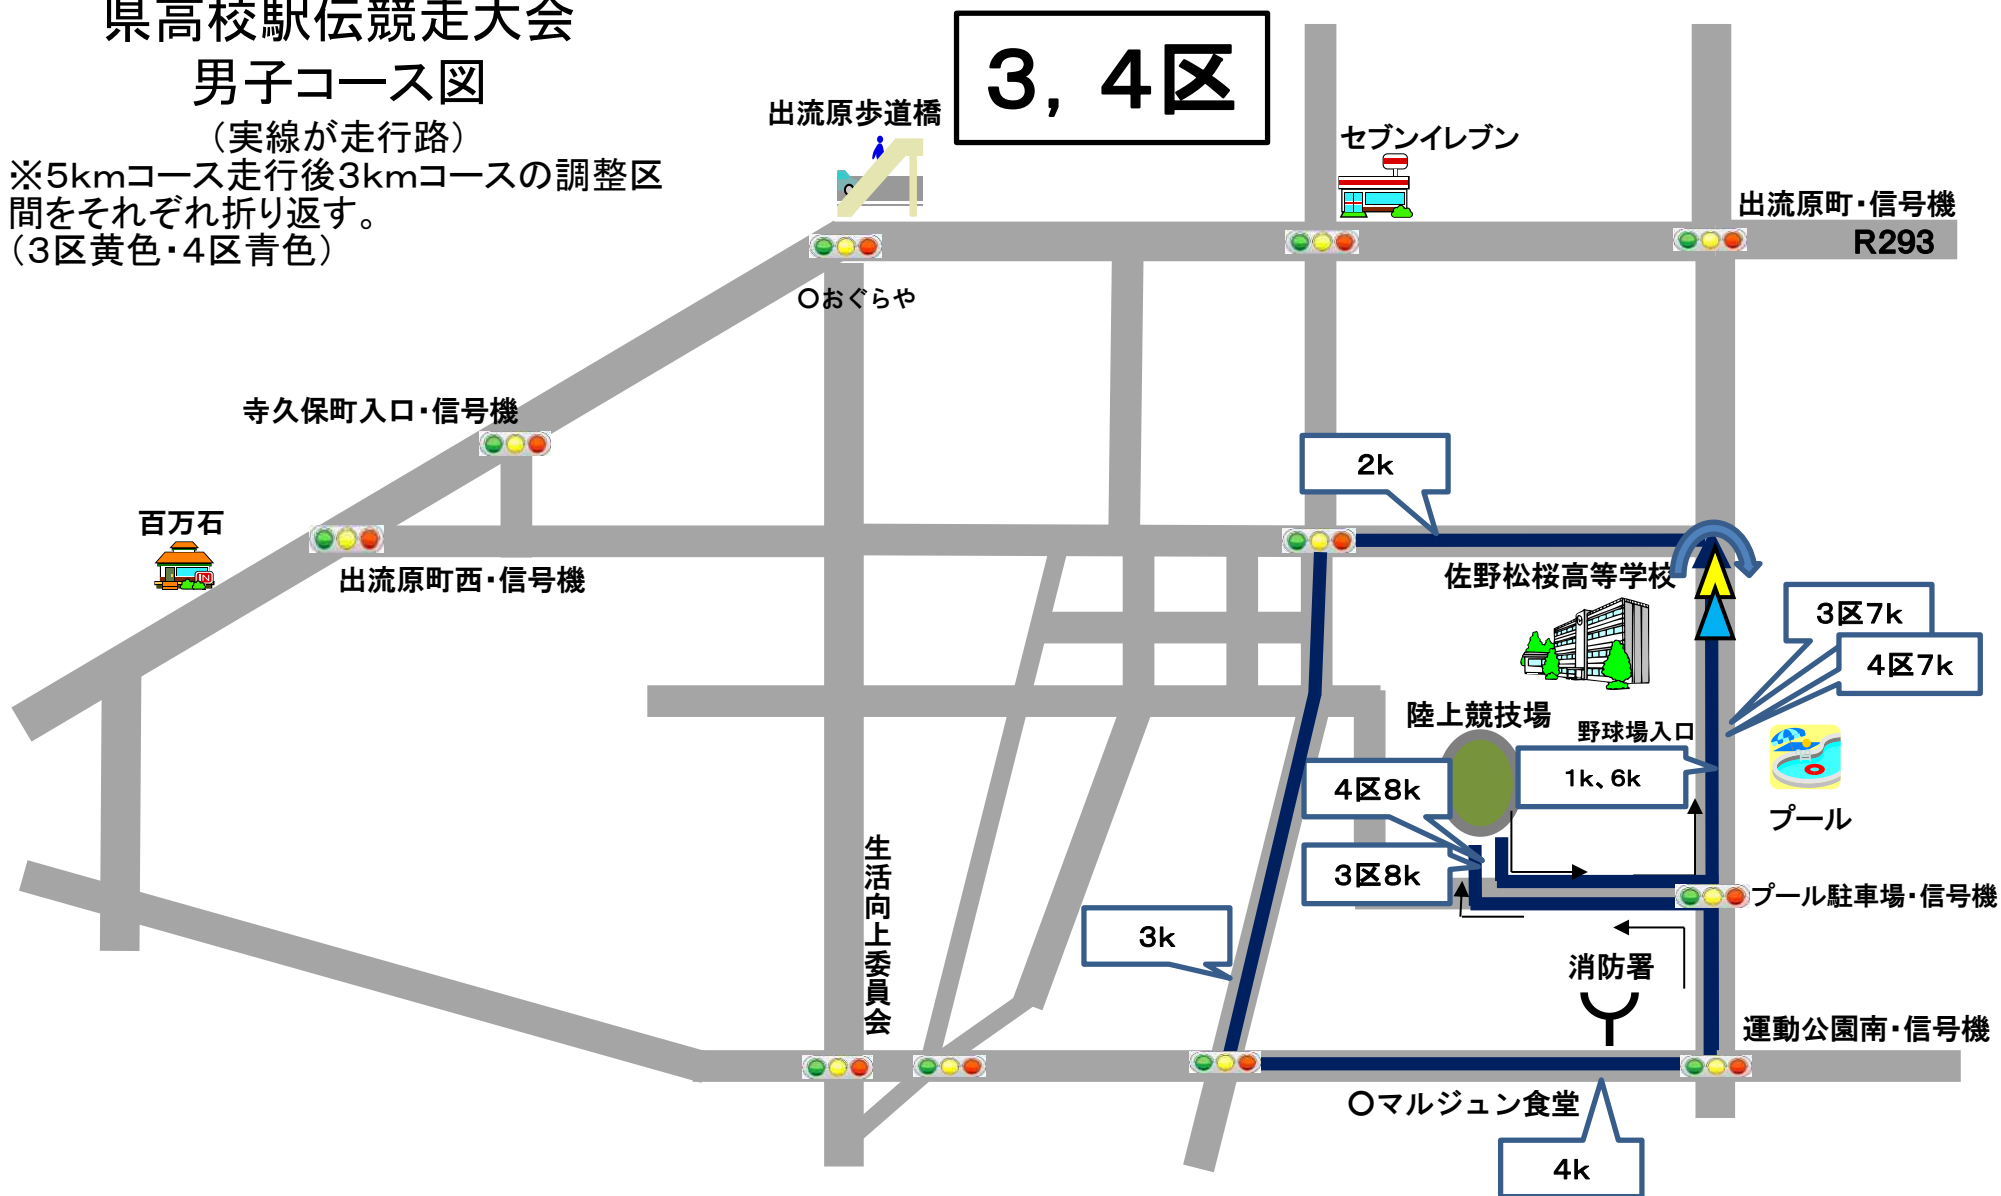 県高校駅伝競走大会
男子コース図
（実線が走行路）
※5kmコース走行後3kmコースの調整区
間をそれぞれ折り返す。
（3区黄色・4区青色）
3，4区
出流原歩道橋
セブンイレブン
出流原町・信号機
R293
○おぐらや
寺久保町入口・信号機
2k
百万石
出流原町西・信号機
佐野松桜高等学校
3区7k
4区7k
陸上競技場
野球場入口
1k、6k
4区8k
プール
3区8k
生活向上委員会
プール駐車場・信号機
3k
消防署
運動公園南・信号機
○マルジュン食堂
4k